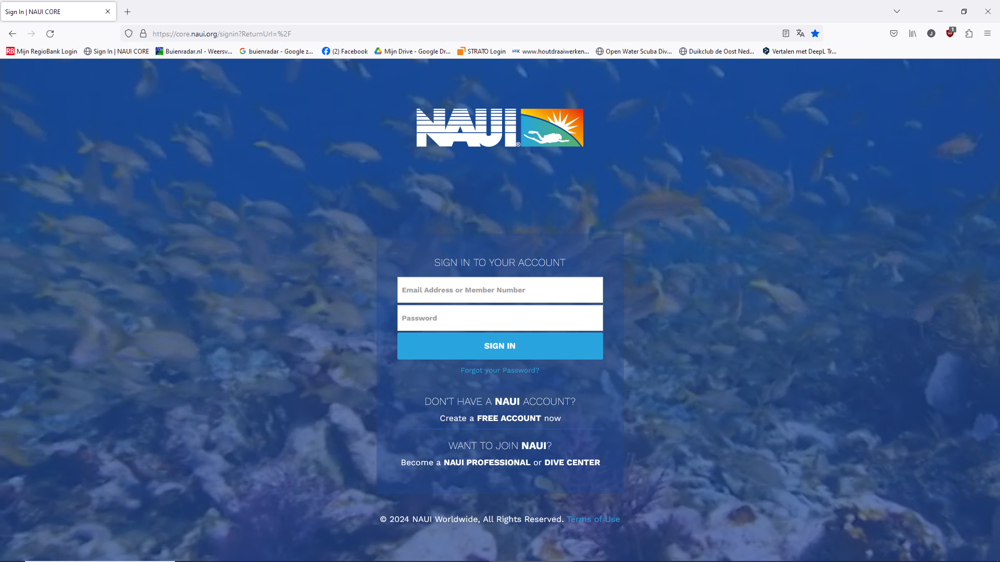 Sign In | NAUI CORE
https://core.naui.org/signin?ReturnUrl=%2F
1
J
RB Mijn RegioBank Login
Sign In | NAUI CORE
Buienradar.nl - Weersv...
buienradar - Google z...
(2) Facebook
Mijn Drive - Google Dr...
STRATO Login
HPK www.houtdraaiwerken...
Open Water Scuba Div...
Duikclub de Oost Ned...
Vertalen met DeepL Tr...
NAUI®
SIGN IN TO YOUR ACCOUNT
Email Address or Member Number
Password
SIGN IN
Forgot your Password?
DON'T HAVE A NAUI ACCOUNT?
Create a FREE ACCOUNT now
WANT TO JOIN NAUI?
Become a NAUI PROFESSIONAL or DIVE CENTER
© 2024 NAUI Worldwide, All Rights Reserved. Terms of Use